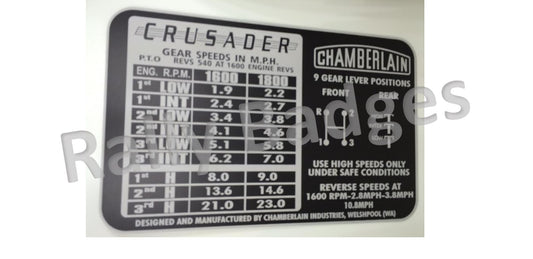 CRUSADER
GEAR SPEEDS IN M.P.H.
P.T.O REVS 540 AT 1600 ENGINE REVS
ENG. R.P.M. 1600 1800
1st LOW 1.9 2.2
1st INT 2.4 2.7
2nd LOW 3.4 3.8
2nd INT 4.1 4.6
3rd LOW 5.1 5.8
3rd INT 6.2 7.0
1st H 8.0 9.0
2nd H 13.6 14.6
3rd H 21.0 23.0
CHAMBERLAIN
9 GEAR LEVER POSITIONS
FRONT REAR
R 2
1 3
USE HIGH SPEEDS ONLY
UNDER SAFE CONDITIONS
REVERSE SPEEDS AT
1600 RPM-2.8MPH-3.8MPH
10.8MPH
DESIGNED AND MANUFACTURED BY CHAMBERLAIN INDUSTRIES, WELSHPOOL (WA)
Rally Badges